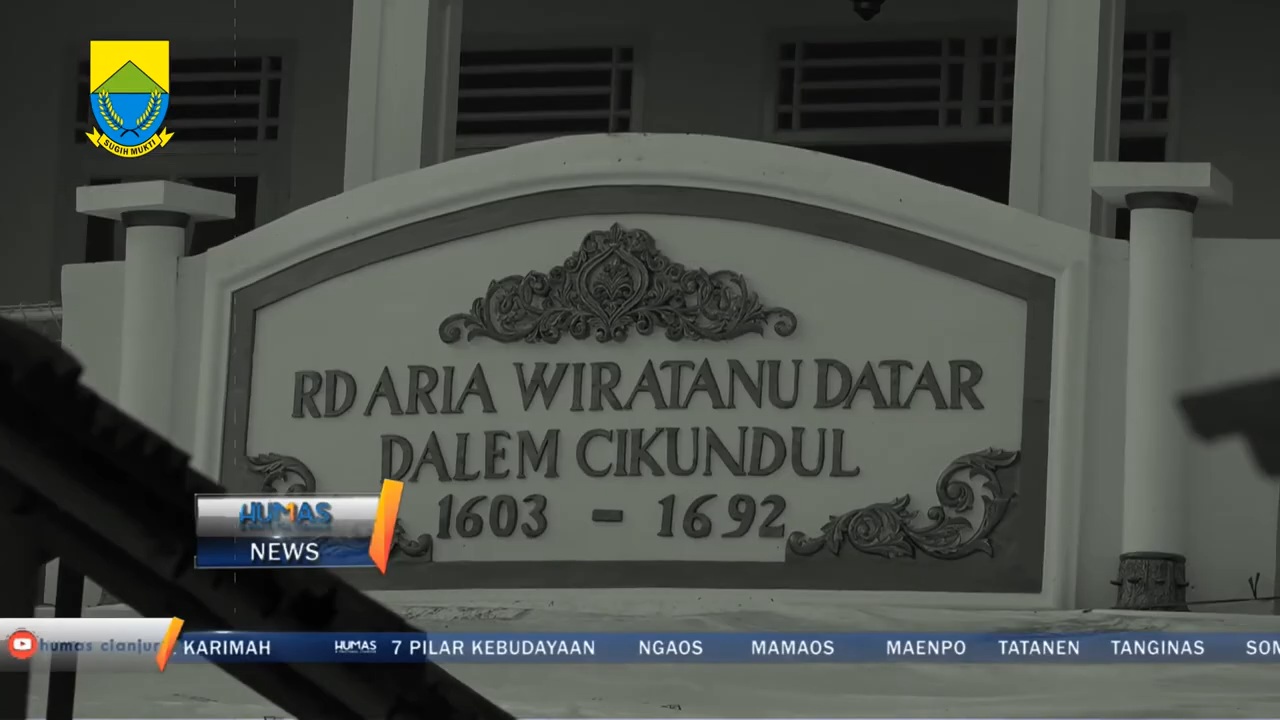 SUGIH MUKTI
RD ARIA WIRATANU DATAR
DALEM CIKUNDUL
1603 - 1692
HUMAS
NEWS
humas cianjur
. KARIMAH HUMAS 7 PILAR KEBUDAYAAN NGAOS MAMAOS MAENPO TATANEN TANGINAS SOM